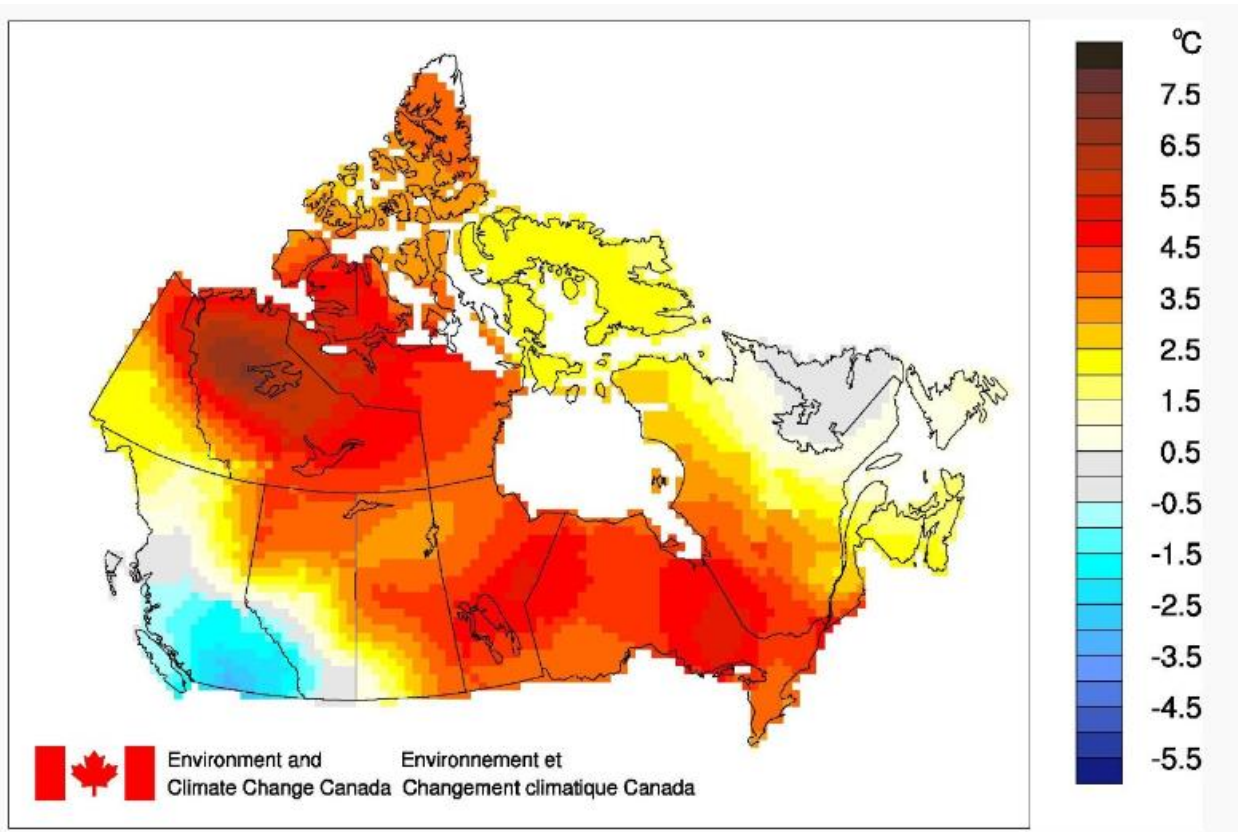 °C
7.5
6.5
5.5
4.5
3.5
2.5
1.5
0.5
-0.5
-1.5
-2.5
-3.5
-4.5
-5.5
Environment and
Climate Change Canada
Environnement et
Changement climatique Canada